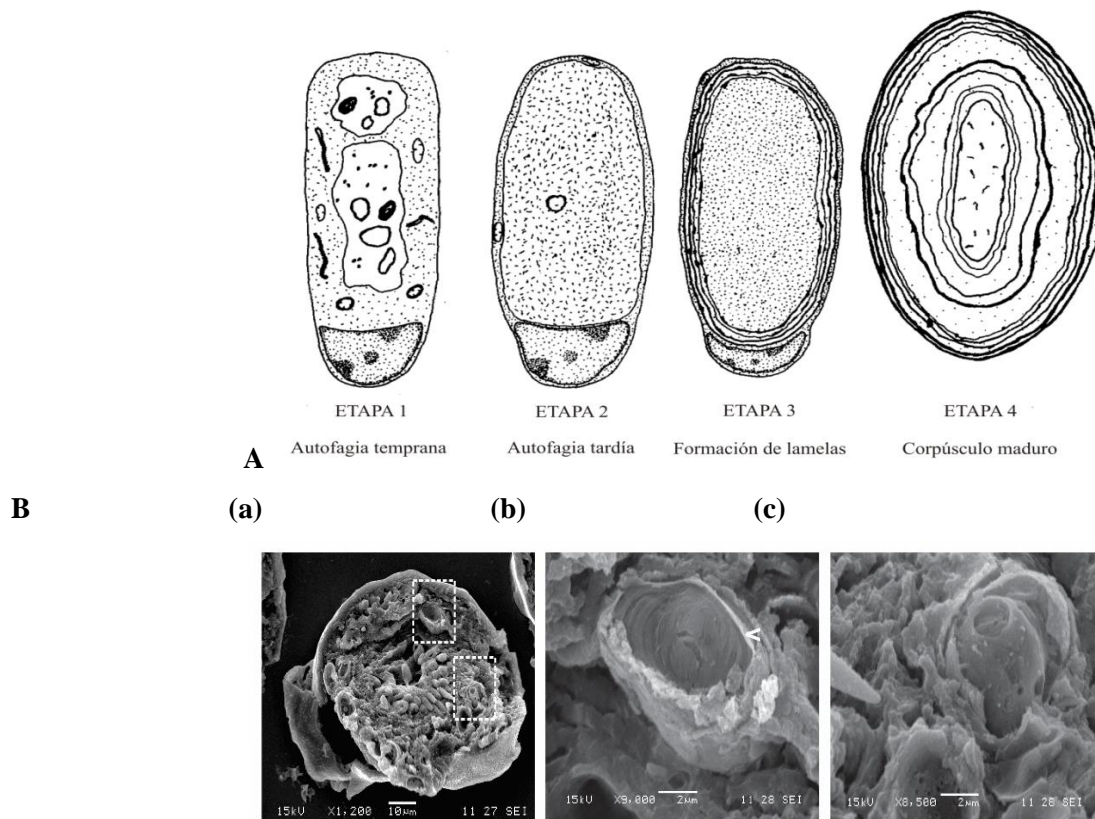 ETAPA 1 ETAPA 2 ETAPA 3 ETAPA 4
A Autofagia temprana Autofagia tardía Formación de lamelas Corpúsculo maduro
B (a) (b) (c)
15kV X1,200 10µm 11 27 SEI
15kV X9,000 2µm 11 28 SEI
15kV X8,500 2µm 11 28 SEI